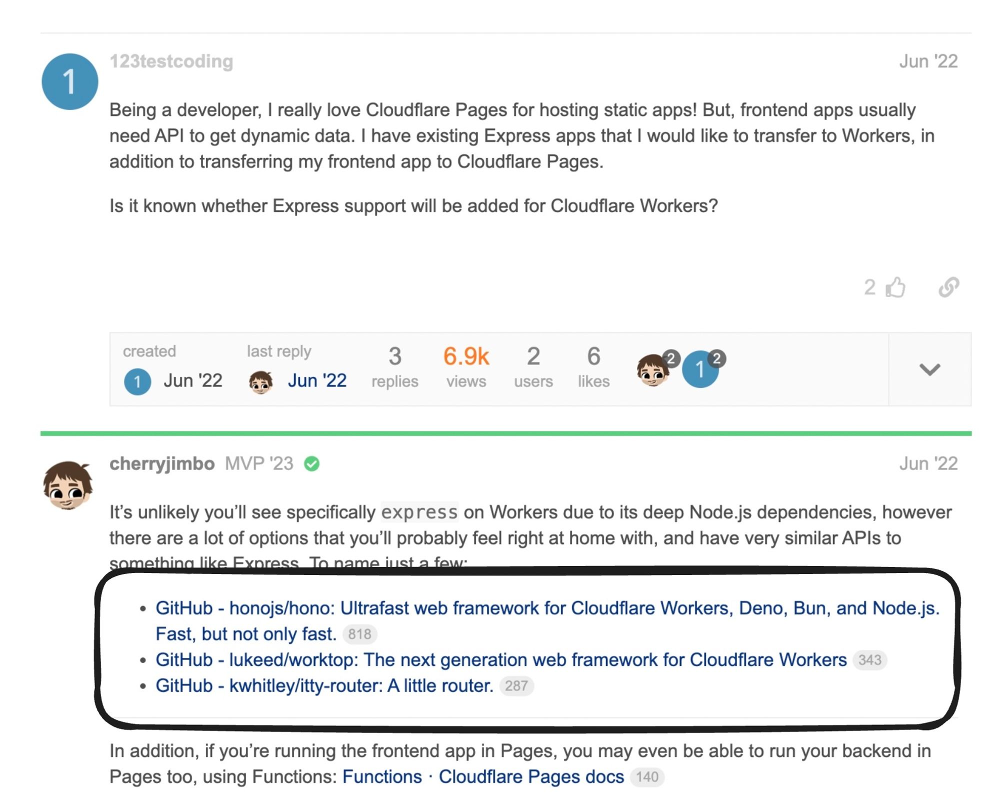 123testcoding
Jun '22
1
Being a developer, I really love Cloudflare Pages for hosting static apps! But, frontend apps usually
need API to get dynamic data. I have existing Express apps that I would like to transfer to Workers, in
addition to transferring my frontend app to Cloudflare Pages.
Is it known whether Express support will be added for Cloudflare Workers?
2
created
1 Jun '22
last reply
Jun '22
3
replies
6.9k
views
2
users
6
likes
2
1 2
cherryjimbo MVP '23
Jun '22
It’s unlikely you’ll see specifically express on Workers due to its deep Node.js dependencies, however
there are a lot of options that you’ll probably feel right at home with, and have very similar APIs to
something like Express. To name just a few:
• GitHub - honojs/hono: Ultrafast web framework for Cloudflare Workers, Deno, Bun, and Node.js.
Fast, but not only fast. 818
• GitHub - lukeed/worktop: The next generation web framework for Cloudflare Workers 343
• GitHub - kwhitley/itty-router: A little router. 287
In addition, if you’re running the frontend app in Pages, you may even be able to run your backend in
Pages too, using Functions: Functions · Cloudflare Pages docs 140